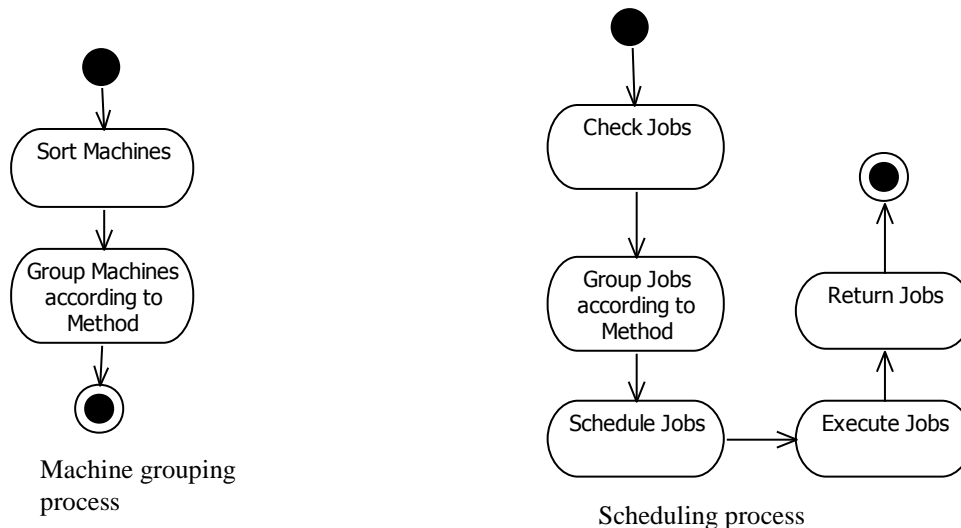 Sort Machines
Group Machines
according to
Method
Machine grouping
process
Check Jobs
Group Jobs
according to
Method
Schedule Jobs
Execute Jobs
Return Jobs
Scheduling process